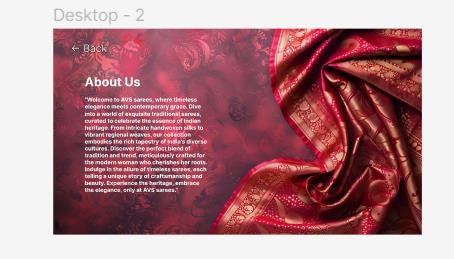 Desktop - 2
← Back
About Us
"Welcome to AVS sarees, where timeless
elegance meets contemporary grace. Dive
into a world of exquisite traditional sarees,
curated to celebrate the essence of Indian
heritage. From intricate handwoven silks to
vibrant regional weaves, our collection
embodies the rich tapestry of India's diverse
cultures. Discover the perfect blend of
tradition and trend, meticulously crafted for
the modern woman who cherishes her roots.
Indulge in the allure of timeless sarees, each
telling a unique story of craftsmanship and
beauty. Experience the heritage, embrace
the elegance, only at AVS sarees."